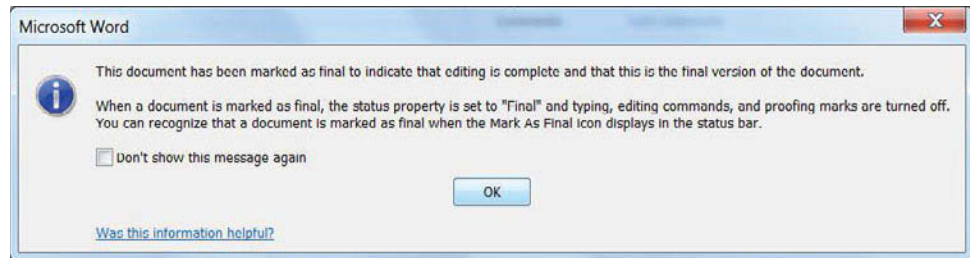 Microsoft Word
This document has been marked as final to indicate that editing is complete and that this is the final version of the document.
When a document is marked as final, the status property is set to "Final" and typing, editing commands, and proofing marks are turned off.
You can recognize that a document is marked as final when the Mark As Final icon displays in the status bar.
Don't show this message again
OK
Was this information helpful?